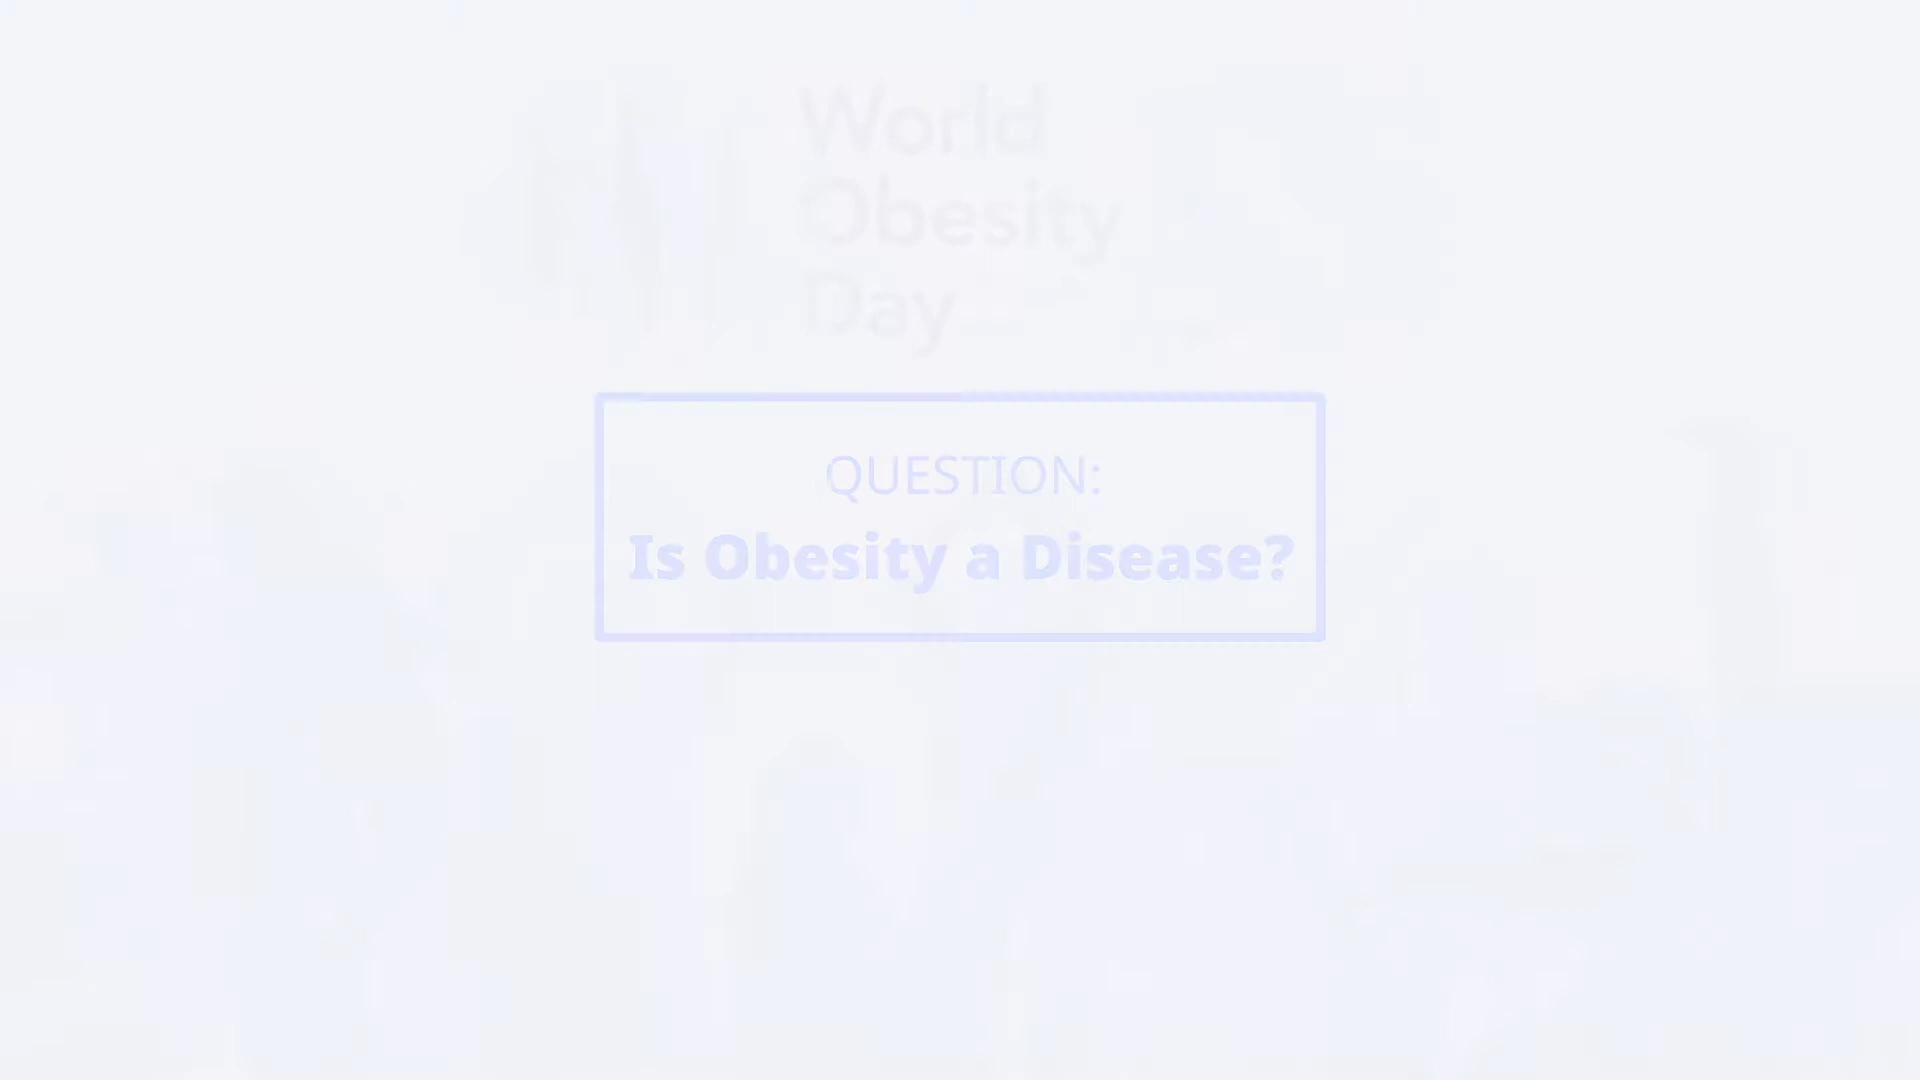 World
Obesity
Day
QUESTION:
Is Obesity a Disease?